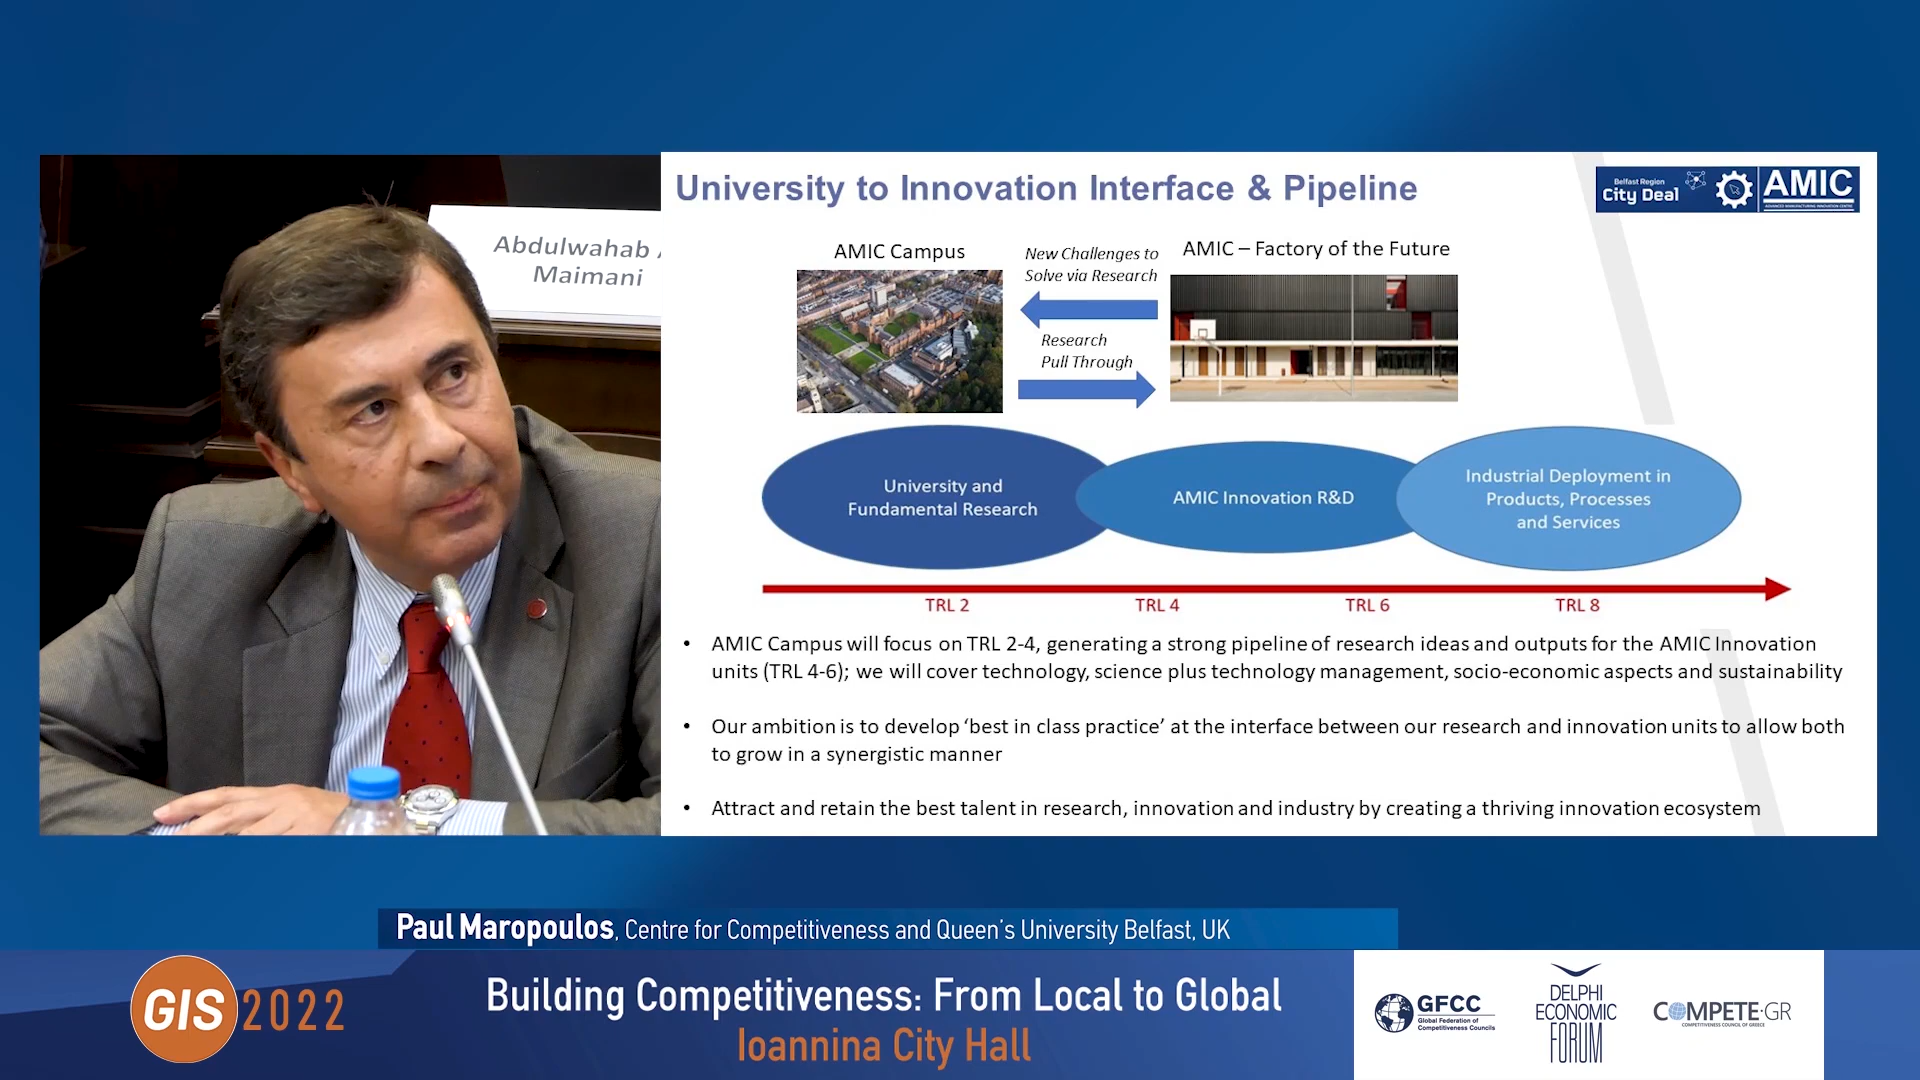 Abdulwahab
Maimani
University to Innovation Interface & Pipeline
Belfast Region
City Deal
AMIC
ADVANCED MANUFACTURING INNOVATION CENTRE
AMIC Campus
New Challenges to
Solve via Research
AMIC – Factory of the Future
Research
Pull Through
University and
Fundamental Research
AMIC Innovation R&D
Industrial Deployment in
Products, Processes
and Services
TRL 2
TRL 4
TRL 6
TRL 8
• AMIC Campus will focus on TRL 2-4, generating a strong pipeline of research ideas and outputs for the AMIC Innovation
units (TRL 4-6); we will cover technology, science plus technology management, socio-economic aspects and sustainability
• Our ambition is to develop ‘best in class practice’ at the interface between our research and innovation units to allow both
to grow in a synergistic manner
• Attract and retain the best talent in research, innovation and industry by creating a thriving innovation ecosystem
Paul Maropoulos, Centre for Competitiveness and Queen's University Belfast, UK
GIS 2022
Building Competitiveness: From Local to Global
Ioannina City Hall
GFCC
Global Federation of
Competitiveness Councils
DELPHI
ECONOMIC
FORUM
COMPETE·GR
COMPETITIVENESS COUNCIL OF GREECE